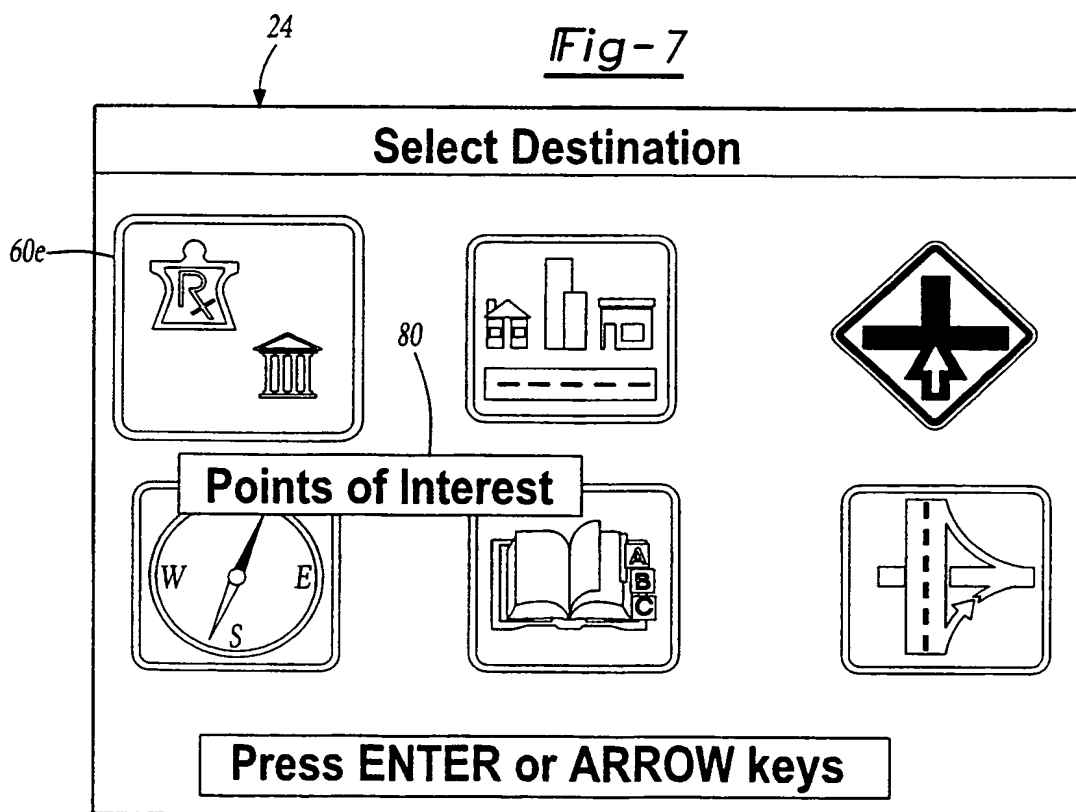 24
Fig-7
Select Destination
60e
Rx
80
Points of Interest
W
E
S
A
B
C
Press ENTER or ARROW keys